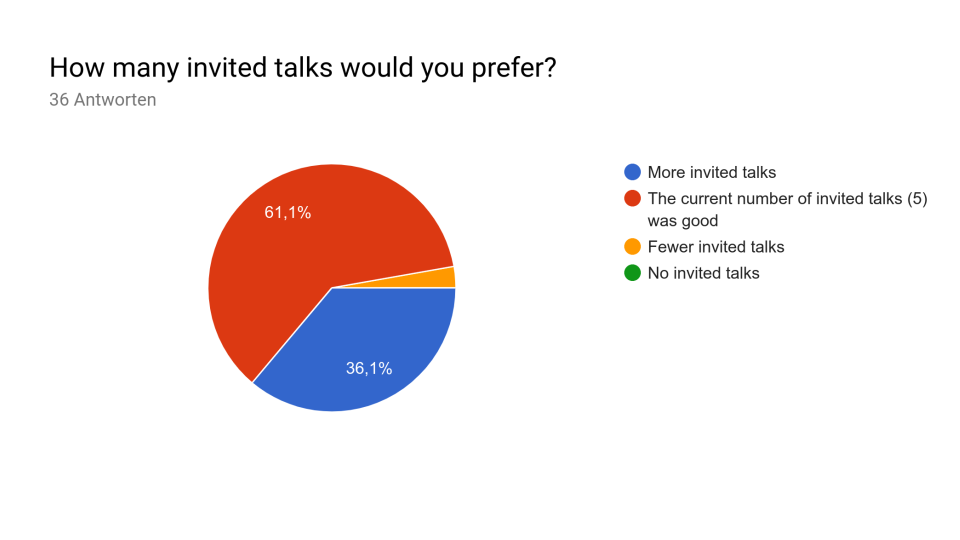 How many invited talks would you prefer?
36 Antworten
61,1%
36,1%
More invited talks
The current number of invited talks (5)
was good
Fewer invited talks
No invited talks